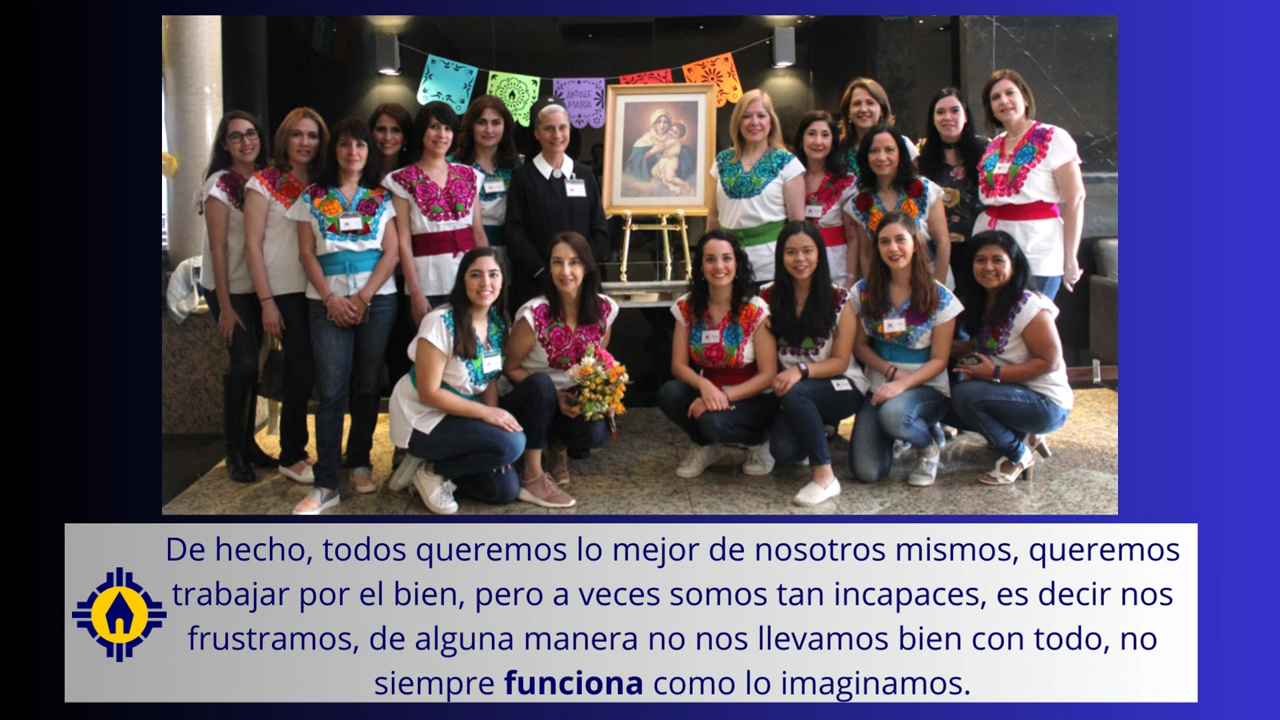 ÁNDALE
MARÍA
De hecho, todos queremos lo mejor de nosotros mismos, queremos
trabajar por el bien, pero a veces somos tan incapaces, es decir nos
frustramos, de alguna manera no nos llevamos bien con todo, no
siempre funciona como lo imaginamos.